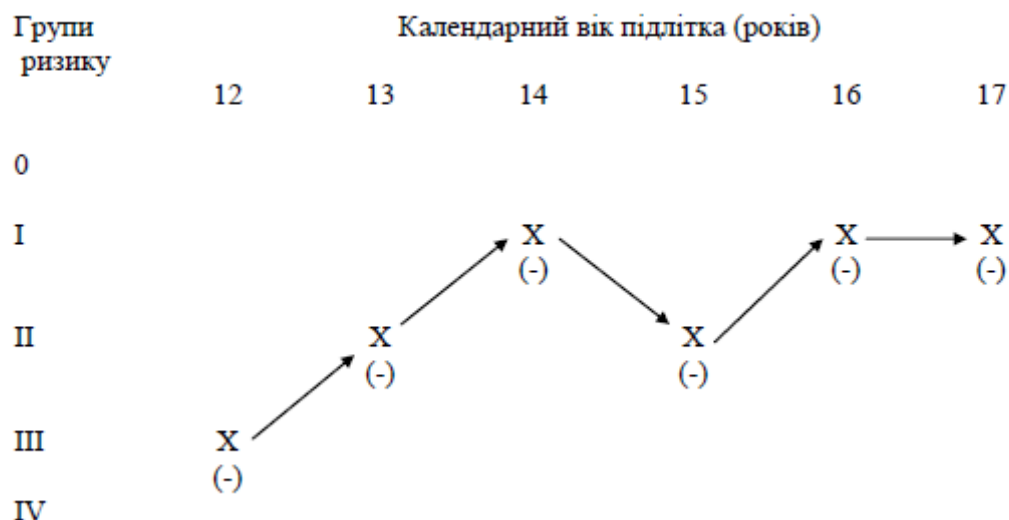 Групи Календарний вік підлітка (років)
ризику
12 13 14 15 16 17
0
I X X X
(-) (-) (-)
II X X
(-) (-)
III X
(-)
IV